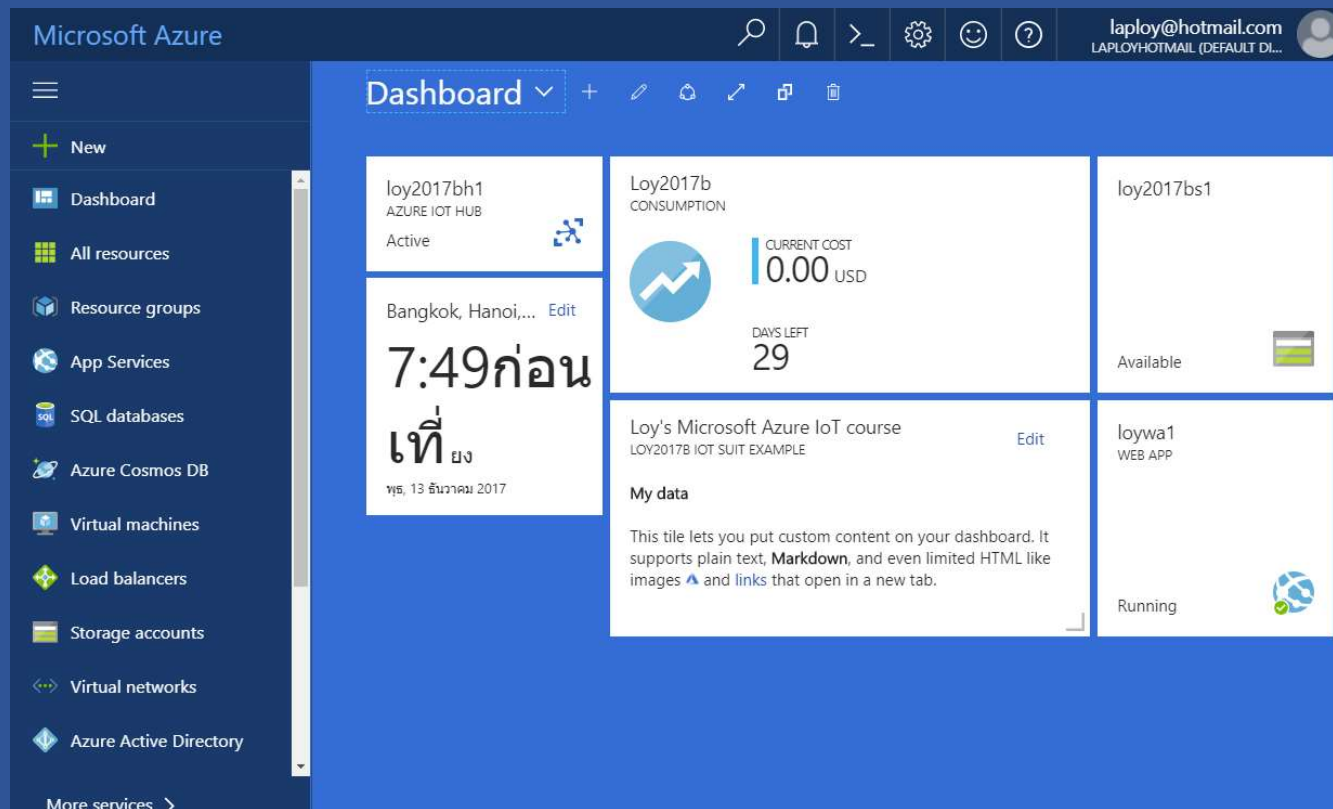 Microsoft Azure
laploy@hotmail.com
LAPLOYHOTMAIL (DEFAULT DI...
Dashboard
New
Dashboard
All resources
Resource groups
App Services
SQL databases
Azure Cosmos DB
Virtual machines
Load balancers
Storage accounts
Virtual networks
Azure Active Directory
More services
loy2017bh1
AZURE IOT HUB
Active
Bangkok, Hanoi,... Edit
7:49ก่อน
เที่ยง
พุธ, 13 ธันวาคม 2017
Loy2017b
CONSUMPTION
CURRENT COST
0.00 USD
DAYS LEFT
29
Loy's Microsoft Azure IoT course
Edit
LOY2017B IOT SUIT EXAMPLE
My data
This tile lets you put custom content on your dashboard. It
supports plain text, Markdown, and even limited HTML like
images and links that open in a new tab.
loy2017bs1
Available
loywa1
WEB APP
Running